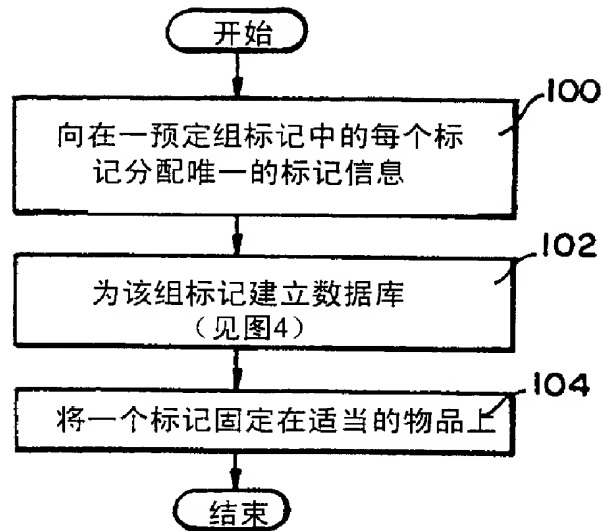 开始
100
向在一预定组标记中的每个标
记分配唯一的标记信息
102
为该组标记建立数据库
（见图4）
104
将一个标记固定在适当的物品上
结束